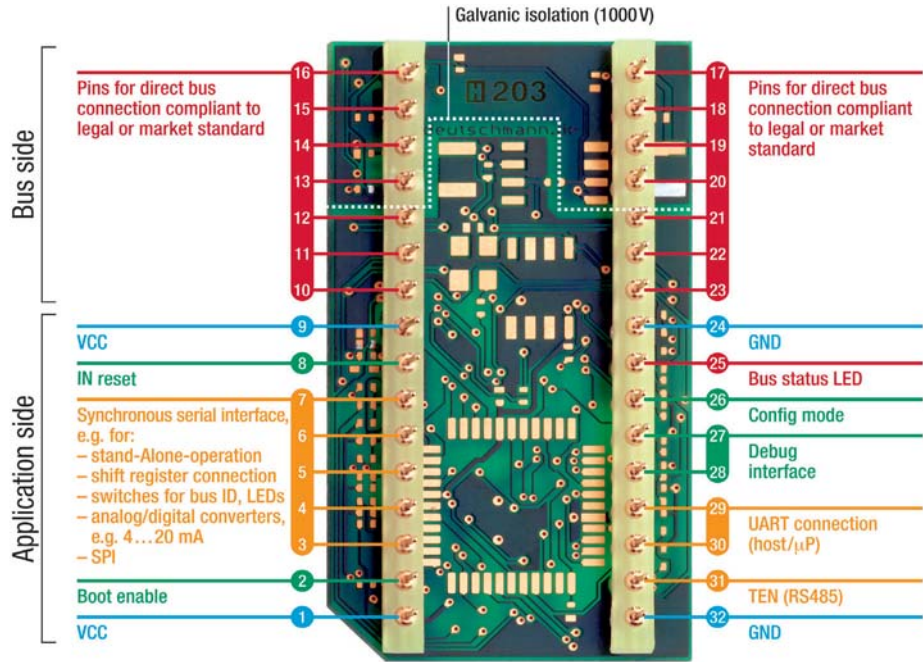 Galvanic isolation (1000 V)
Bus side
16
15
14
13
12
11
10
Pins for direct bus
connection compliant to
legal or market standard
H 203
eutschmann.
17
18
19
20
21
22
23
Pins for direct bus
connection compliant
to legal or market
standard
Application side
9
VCC
8
IN reset
7
6
5
4
3
Synchronous serial interface,
e.g. for:
– stand-Alone-operation
– shift register connection
– switches for bus ID, LEDs
– analog/digital converters,
e.g. 4...20 mA
– SPI
2
Boot enable
1
VCC
24
GND
25
Bus status LED
26
Config mode
27
28
Debug
interface
29
30
UART connection
(host/µP)
31
TEN (RS485)
32
GND